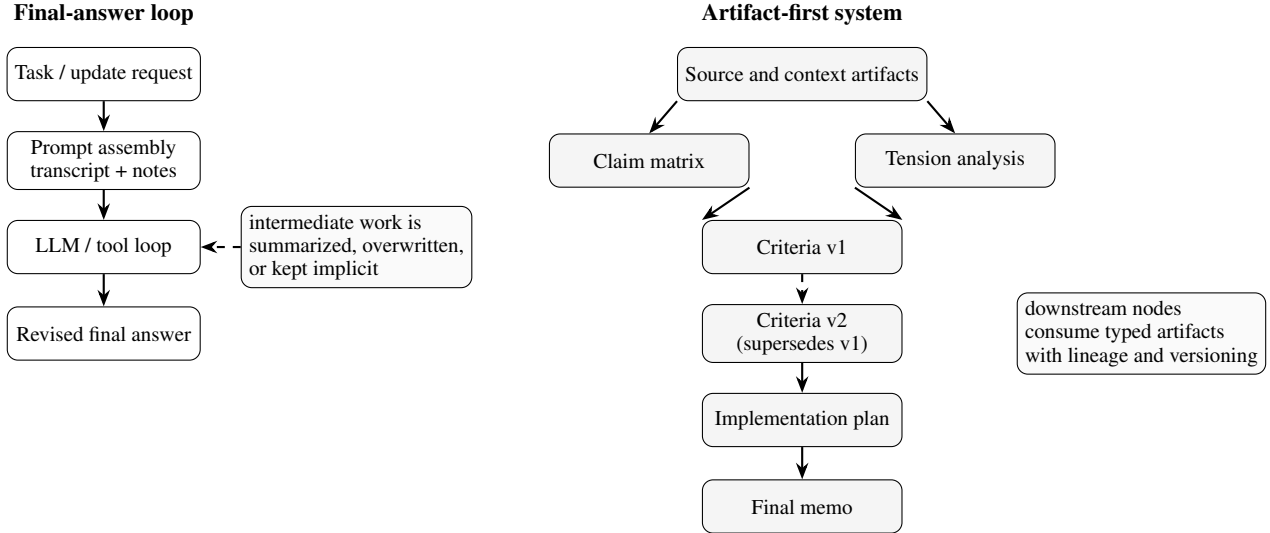 Final-answer loop
Task / update request
Prompt assembly
transcript + notes
LLM / tool loop
intermediate work is
summarized, overwritten,
or kept implicit
Revised final answer
Artifact-first system
Source and context artifacts
Claim matrix
Tension analysis
Criteria v1
Criteria v2
(supersedes v1)
downstream nodes
consume typed artifacts
with lineage and versioning
Implementation plan
Final memo